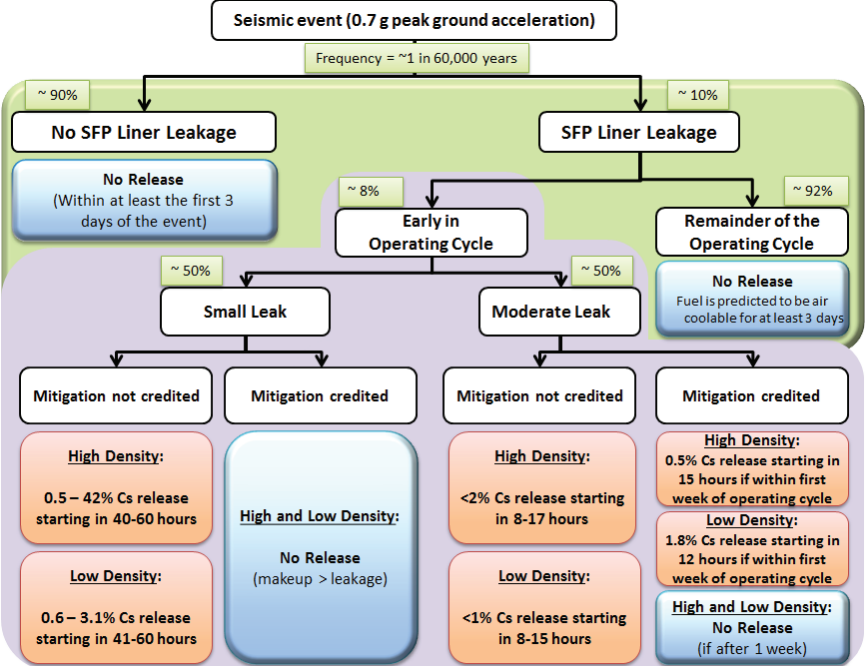 Seismic event (0.7 g peak ground acceleration)
Frequency = ~1 in 60,000 years
~ 90%
~ 10%
No SFP Liner Leakage
SFP Liner Leakage
No Release
(Within at least the first 3
days of the event)
~ 8%
~ 92%
Early in
Operating Cycle
Remainder of the
Operating Cycle
No Release
Fuel is predicted to be air
coolable for at least 3 days
~ 50%
~ 50%
Small Leak
Moderate Leak
Mitigation not credited
Mitigation credited
Mitigation not credited
Mitigation credited
High Density:
0.5 – 42% Cs release
starting in 40-60 hours
Low Density:
0.6 – 3.1% Cs release
starting in 41-60 hours
High and Low Density:
No Release
(makeup > leakage)
High Density:
<2% Cs release starting
in 8-17 hours
Low Density:
<1% Cs release starting
in 8-15 hours
High Density:
0.5% Cs release starting in
15 hours if within first
week of operating cycle
Low Density:
1.8% Cs release starting in
12 hours if within first
week of operating cycle
High and Low Density:
No Release
(if after 1 week)